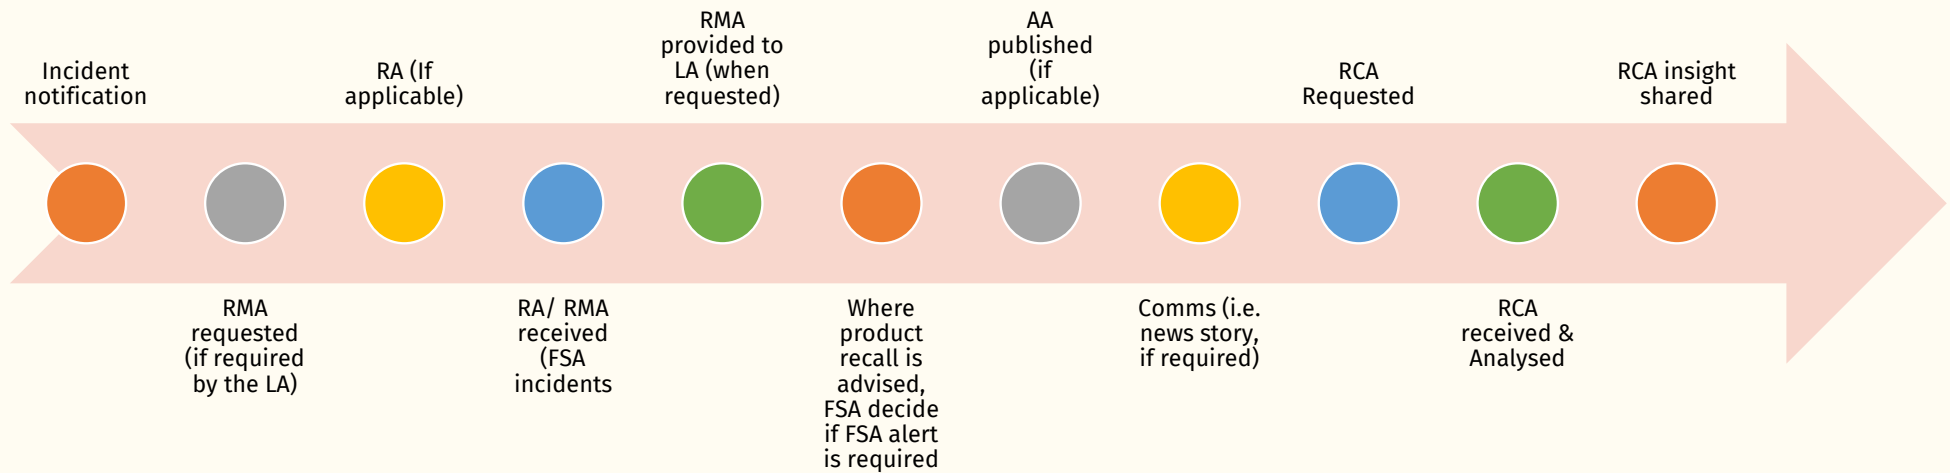 Incident
notification
RMA
requested
(if required
by the LA)
RA (If
applicable)
RA/ RMA
received
(FSA
incidents
RMA
provided to
LA (when
requested)
Where
product
recall is
advised,
FSA decide
if FSA alert
is required
AA
published
(if
applicable)
Comms (i.e.
news story,
if required)
RCA
Requested
RCA
received &
Analysed
RCA insight
shared